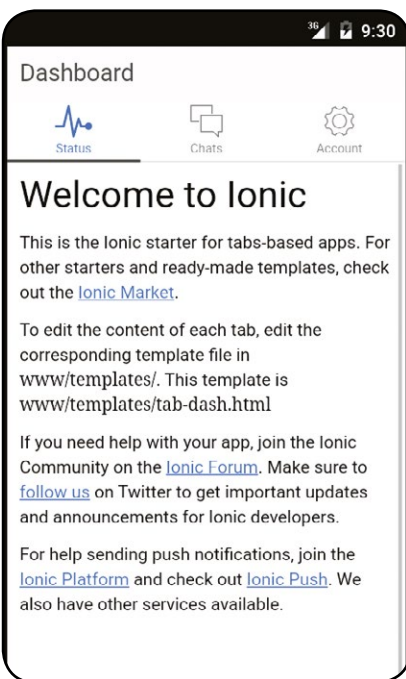 3G 9:30
Dashboard
Status Chats Account
Welcome to Ionic
This is the Ionic starter for tabs-based apps. For
other starters and ready-made templates, check
out the Ionic Market.
To edit the content of each tab, edit the
corresponding template file in
www/templates/. This template is
www/templates/tab-dash.html
If you need help with your app, join the Ionic
Community on the Ionic Forum. Make sure to
follow us on Twitter to get important updates
and announcements for Ionic developers.
For help sending push notifications, join the
Ionic Platform and check out Ionic Push. We
also have other services available.